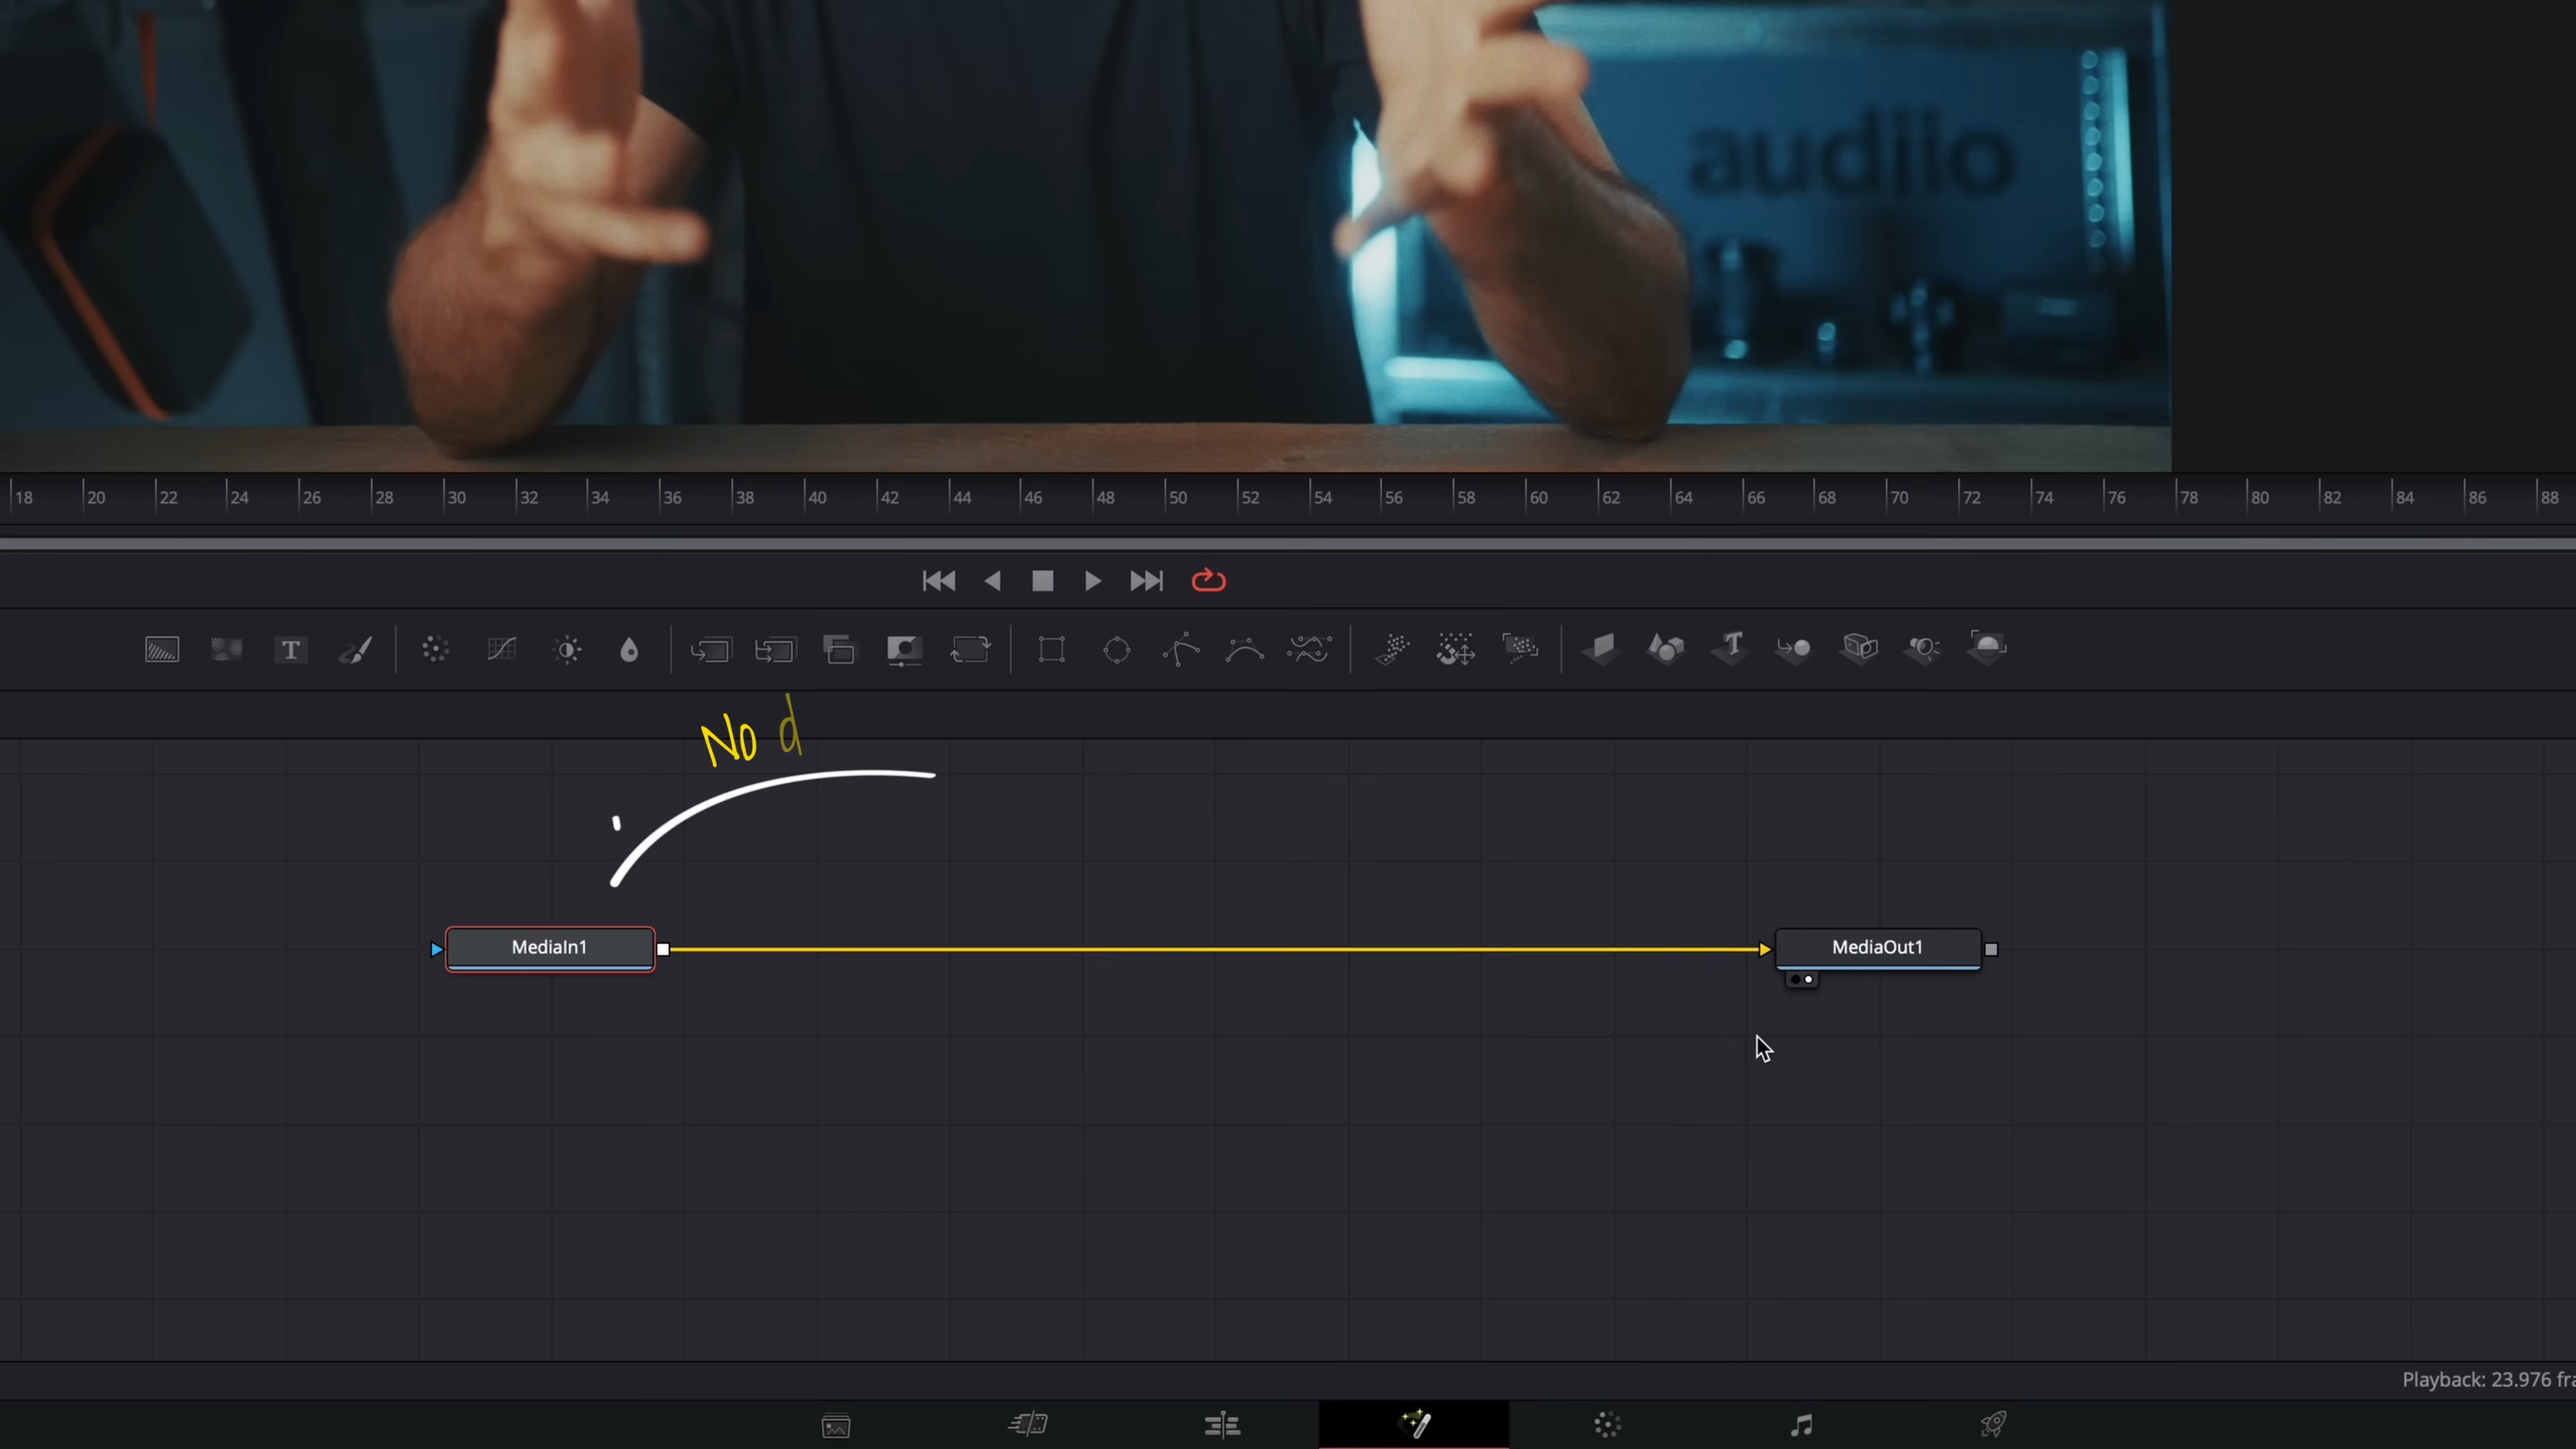 audiio
18 20 22 24 26 28 30 32 34 36 38 40 42 44 46 48 50 52 54 56 58 60 62 64 66 68 70 72 74 76 78 80 82 84 86 88
T
T
No d
MediaIn1
MediaOut1
Playback: 23.976 fra